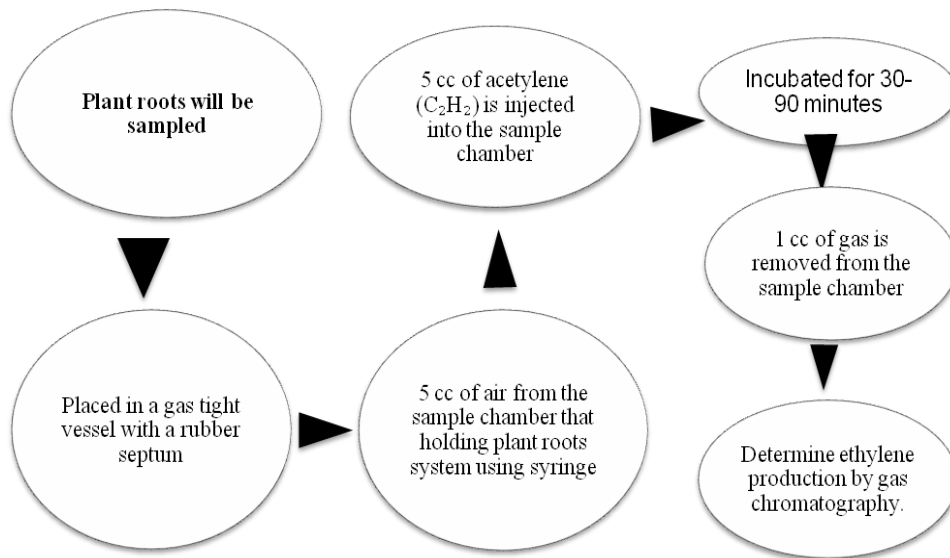 Plant roots will be
sampled
Placed in a gas tight
vessel with a rubber
septum
5 cc of air from the
sample chamber that
holding plant roots
system using syringe
5 cc of acetylene
(C₂H₂) is injected
into the sample
chamber
Incubated for 30-
90 minutes
1 cc of gas is
removed from the
sample chamber
Determine ethylene
production by gas
chromatography.